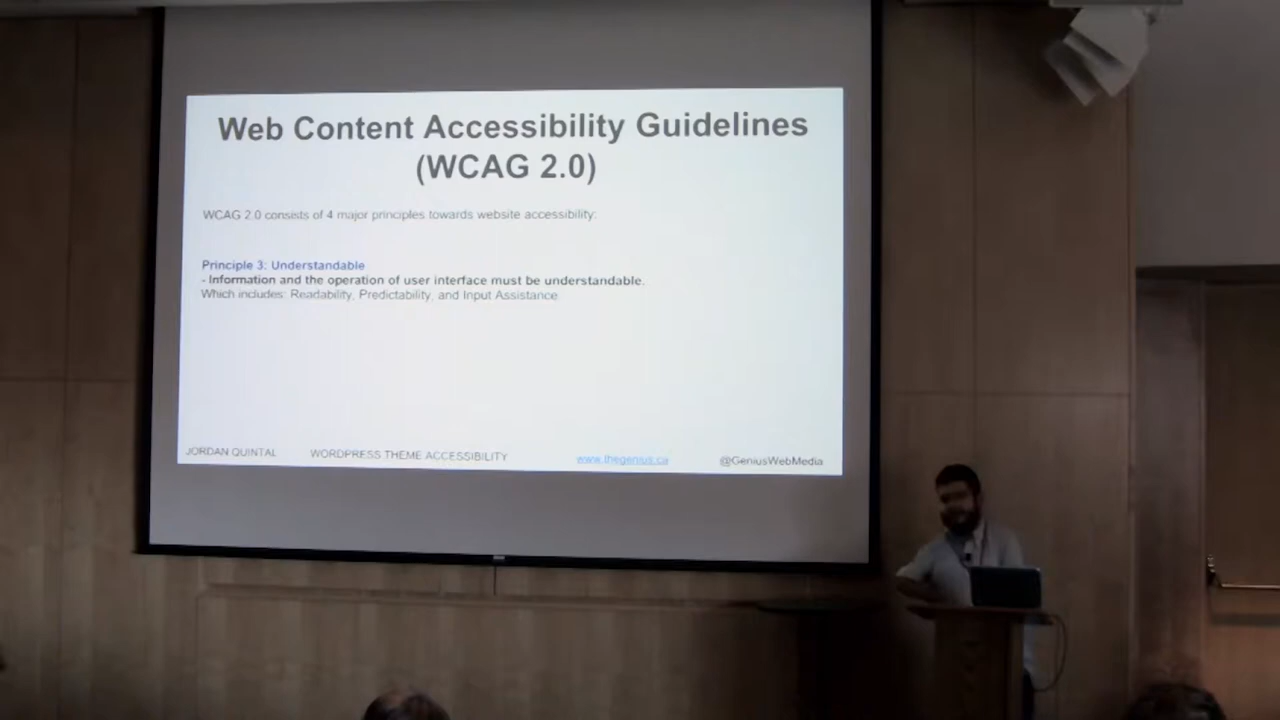 Web Content Accessibility Guidelines
(WCAG 2.0)
WCAG 2.0 consists of 4 major principles towards website accessibility:
Principle 3: Understandable
- Information and the operation of user interface must be understandable.
Which includes: Readability, Predictability, and Input Assistance
JORDAN QUINTAL WORDPRESS THEME ACCESSIBILITY www.thegenius.ca @GeniusWebMedia